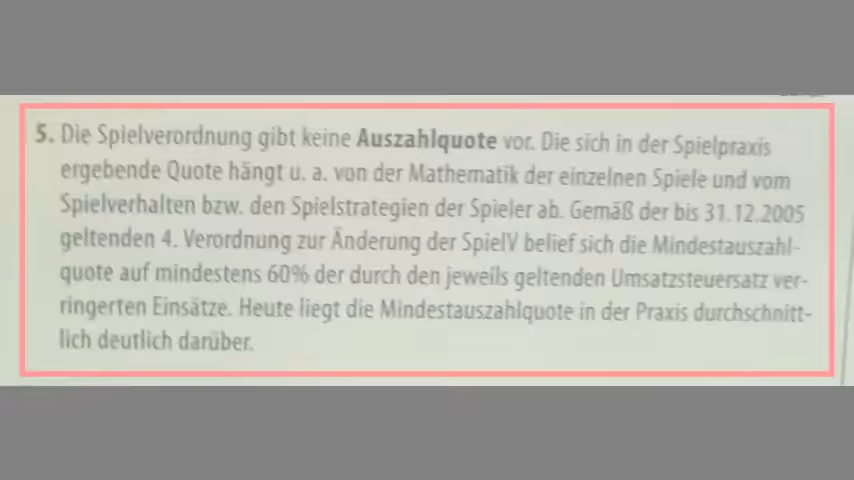 5. Die Spielverordnung gibt keine Auszahlquote vor. Die sich in der Spielpraxis
ergebende Quote hängt u. a. von der Mathematik der einzelnen Spiele und vom
Spielverhalten bzw. den Spielstrategien der Spieler ab. Gemäß der bis 31.12.2005
geltenden 4. Verordnung zur Änderung der SpielV belief sich die Mindestauszahl-
quote auf mindestens 60% der durch den jeweils geltenden Umsatzsteuersatz ver-
ringerten Einsätze. Heute liegt die Mindestauszahlquote in der Praxis durchschnitt-
lich deutlich darüber.